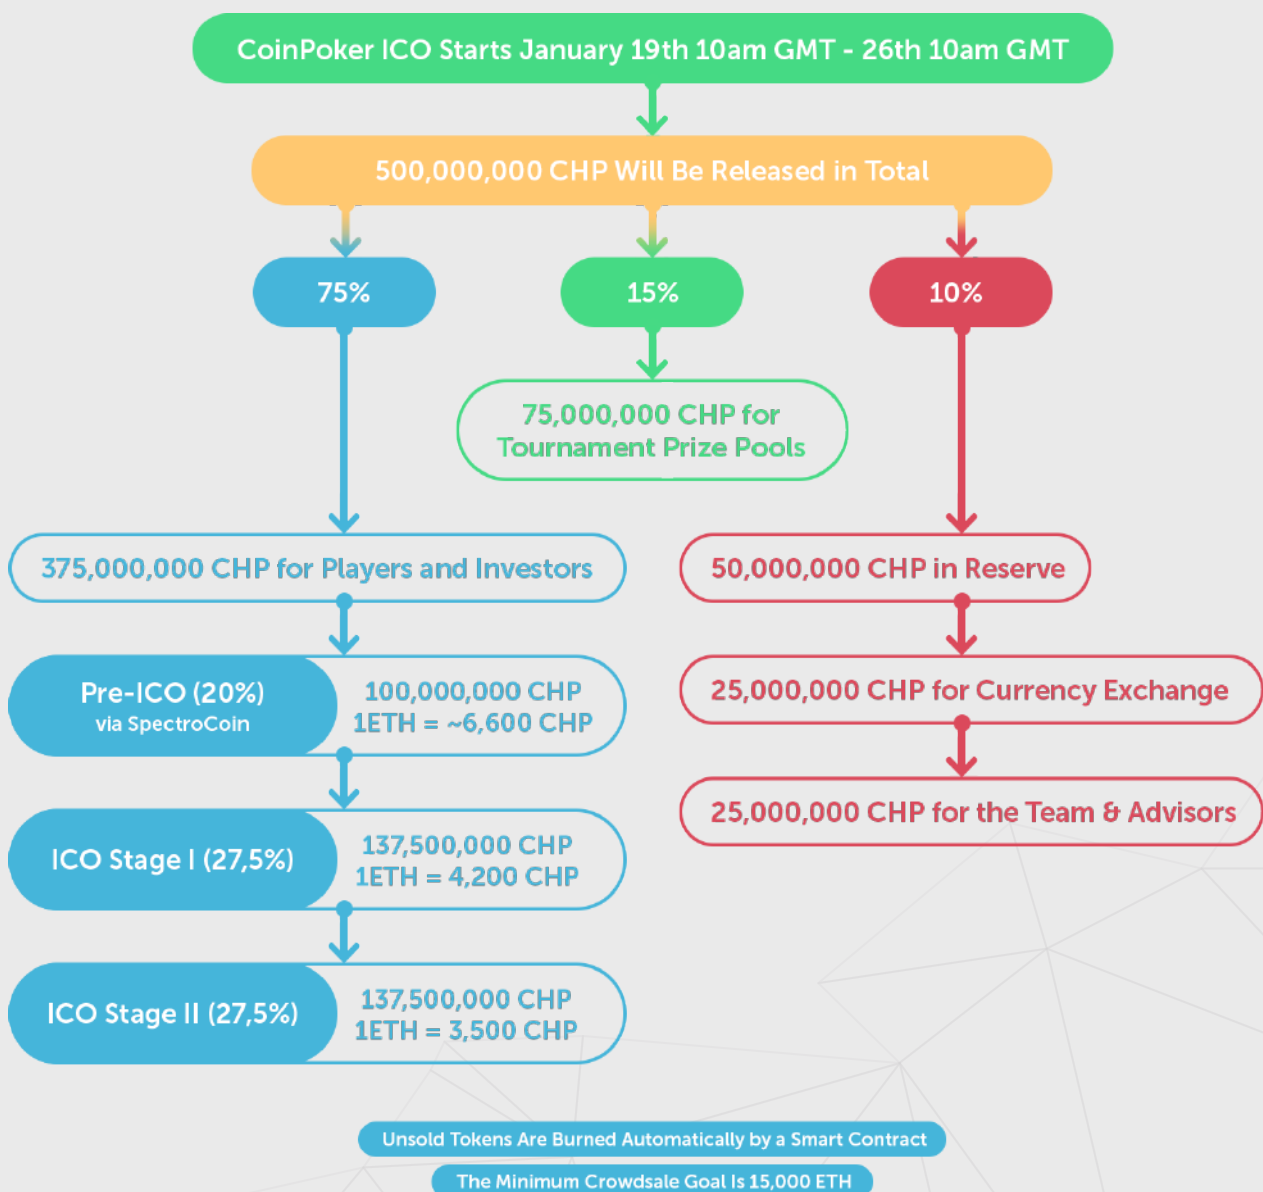 CoinPoker ICO Starts January 19th 10am GMT - 26th 10am GMT
500,000,000 CHP Will Be Released in Total
75%
15%
10%
75,000,000 CHP for
Tournament Prize Pools
375,000,000 CHP for Players and Investors
50,000,000 CHP in Reserve
Pre-ICO (20%)
via SpectroCoin
100,000,000 CHP
1ETH = ~6,600 CHP
25,000,000 CHP for Currency Exchange
25,000,000 CHP for the Team & Advisors
ICO Stage I (27,5%)
137,500,000 CHP
1ETH = 4,200 CHP
ICO Stage II (27,5%)
137,500,000 CHP
1ETH = 3,500 CHP
Unsold Tokens Are Burned Automatically by a Smart Contract
The Minimum Crowdsale Goal Is 15,000 ETH